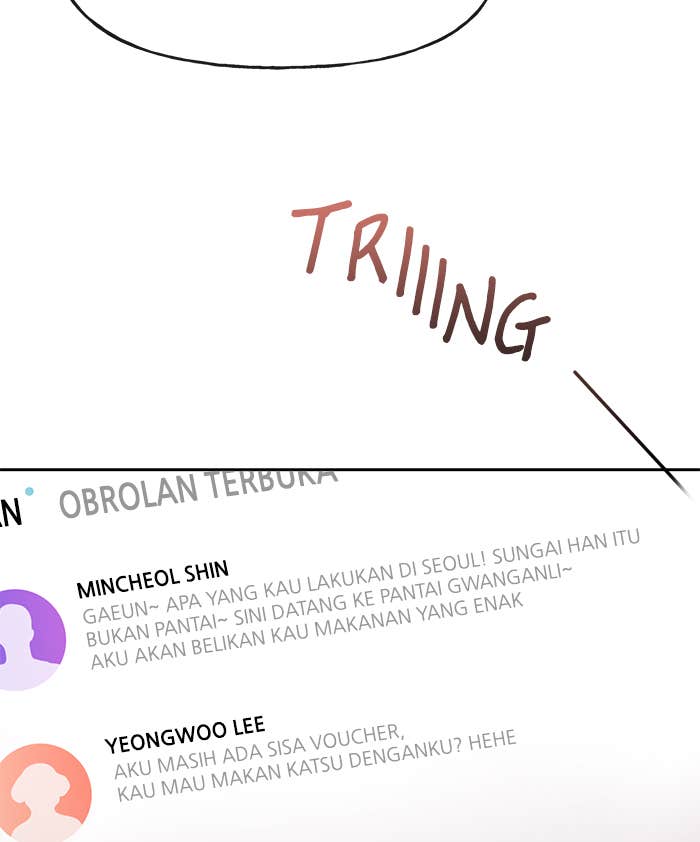 TRIIIING
OBROLAN TERBUKA
MINCHEOL SHIN
GAEUN~ APA YANG KAU LAKUKAN DI SEOUL! SUNGAI HAN ITU
BUKAN PANTAI~ SINI DATANG KE PANTAI GWANGANLI~
AKU AKAN BELIKAN KAU MAKANAN YANG ENAK
YEONGWOO LEE
AKU MASIH ADA SISA VOUCHER,
KAU MAU MAKAN KATSU DENGANKU? HEHE